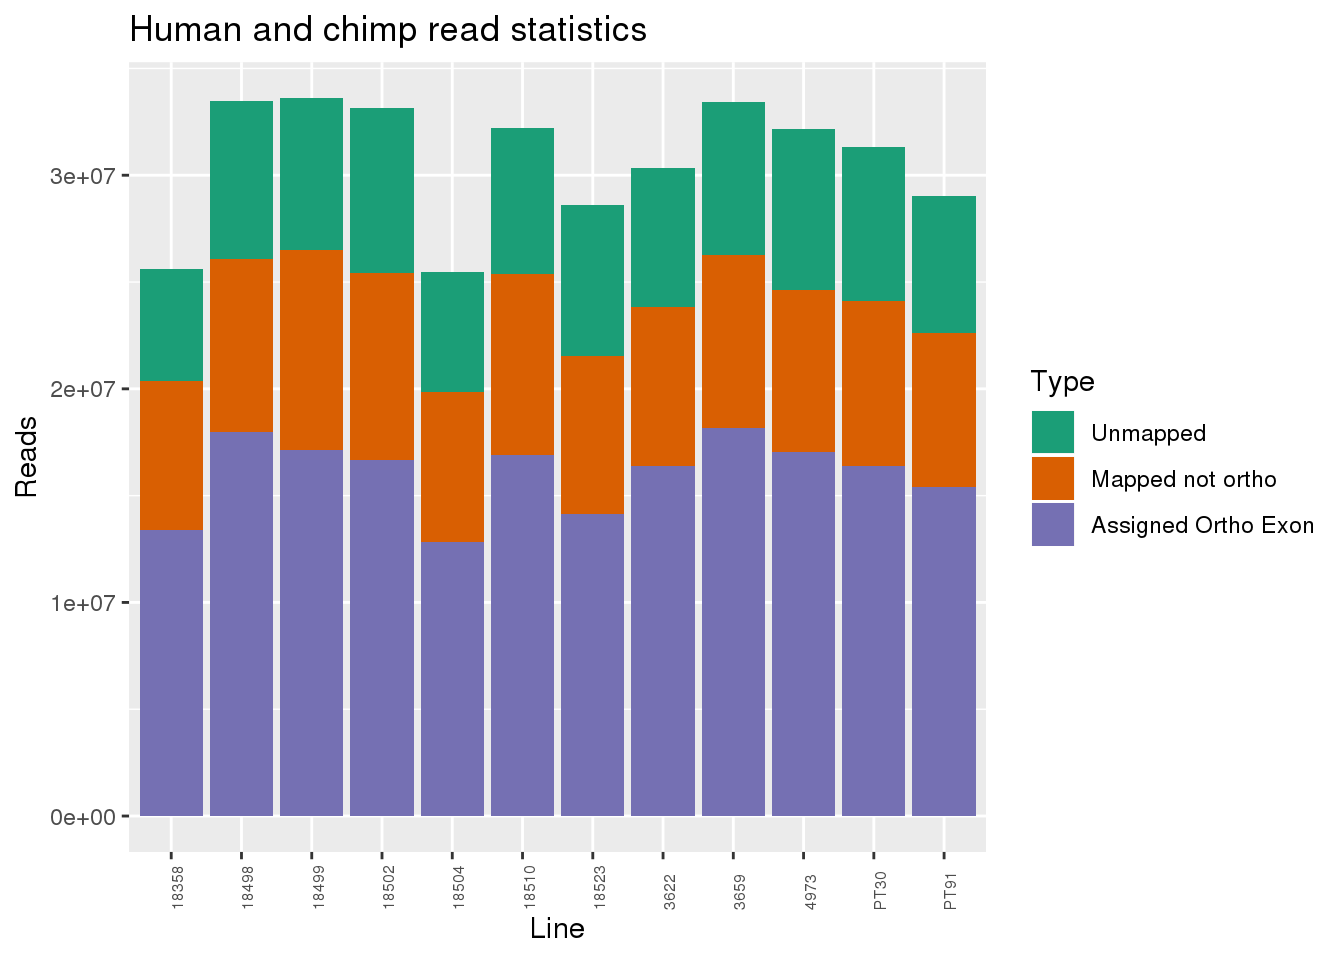 Human and chimp read statistics
Reads
3e+07
2e+07
1e+07
0e+00
18358
18498
18499
18502
18504
18510
18523
3622
3659
4973
PT30
PT91
Line
Type
Unmapped
Mapped not ortho
Assigned Ortho Exon